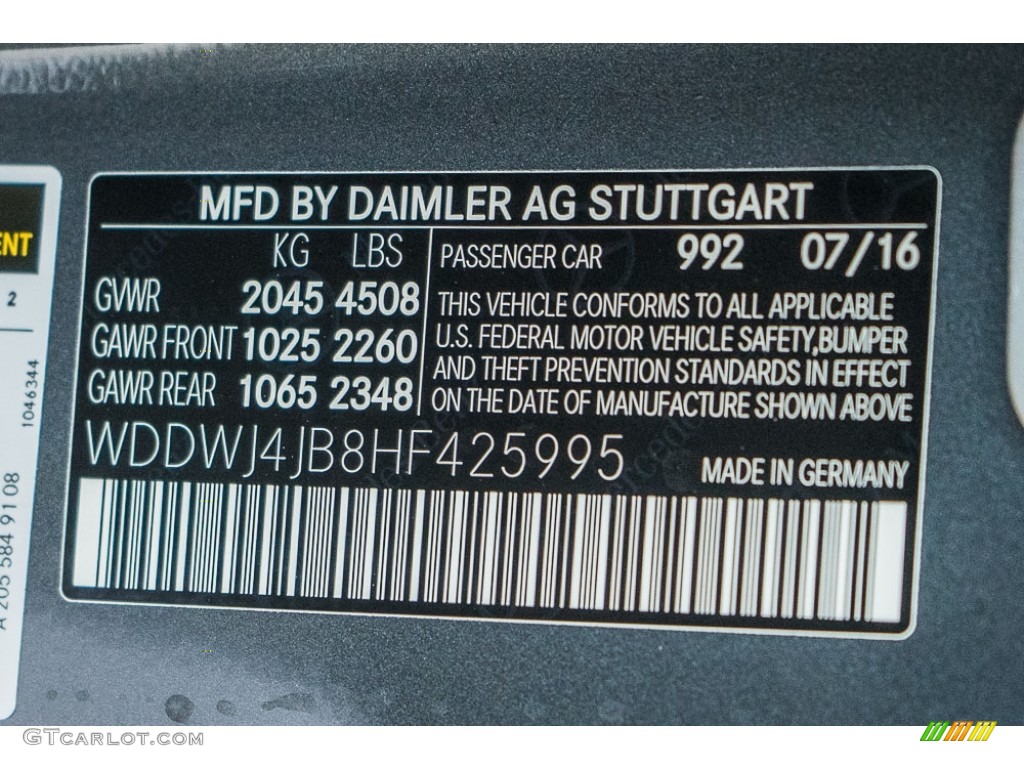 MFD BY DAIMLER AG STUTTGART
KG LBS
GVWR 2045 4508
GAWR FRONT 1025 2260
GAWR REAR 1065 2348
PASSENGER CAR 992 07/16
THIS VEHICLE CONFORMS TO ALL APPLICABLE
U.S. FEDERAL MOTOR VEHICLE SAFETY,BUMPER
AND THEFT PREVENTION STANDARDS IN EFFECT
ON THE DATE OF MANUFACTURE SHOWN ABOVE
WDDWJ4JB8HF425995
MADE IN GERMANY
ENT
2
1046344
A 205 584 91 08
GTCARLOT.COM